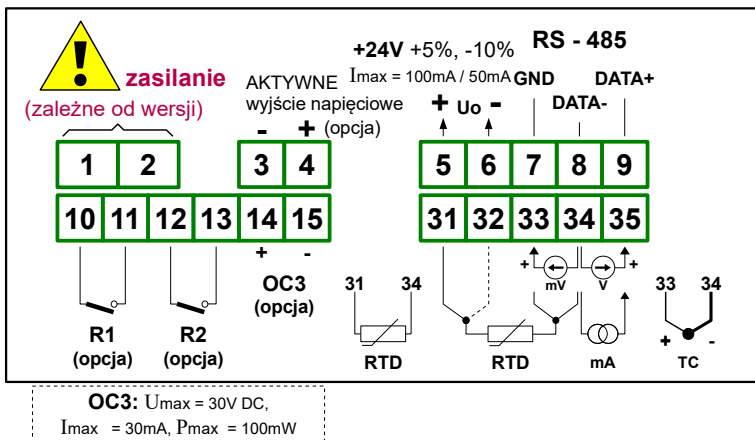 zasilanie
(zależne od wersji)
AKTYWNE
wyjście napięciowe
(opcja)
- +
+24V +5%, -10%
Imax = 100mA / 50mA
+ Uo -
RS - 485
GND DATA+
DATA-
1 2 3 4 5 6 7 8 9
10 11 12 13 14 15 31 32 33 34 35
+ -
OC3
(opcja)
R1
(opcja)
R2
(opcja)
31 34
RTD
RTD
+ mV
V +
mA
33 34
+ -
TC
OC3: Umax = 30V DC,
Imax = 30mA, Pmax = 100mW